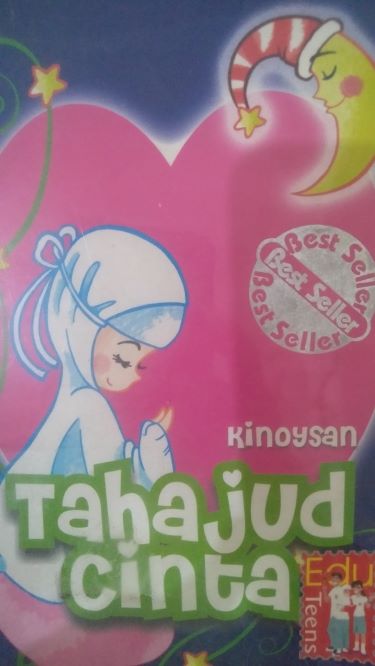 Best Seller
Best Seller
Best Seller
Kinoysan
Tahajud
Cinta
Edu
Teens